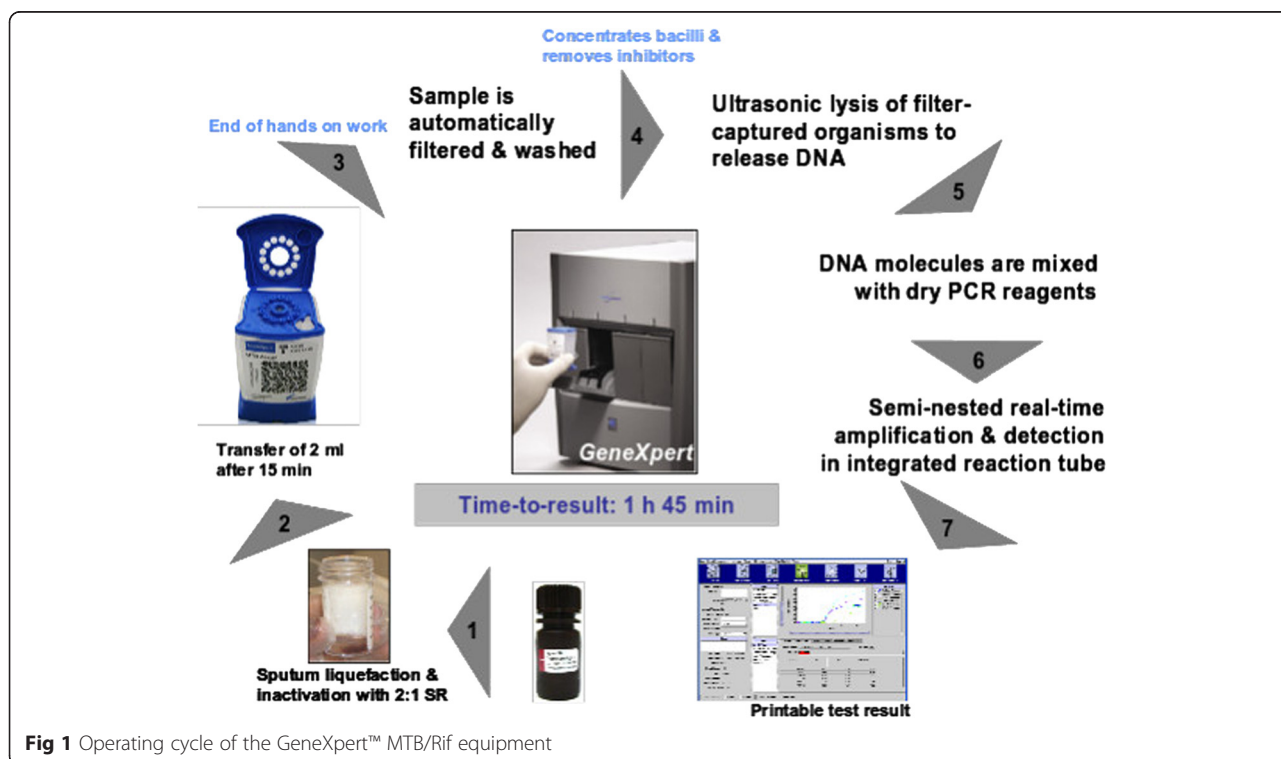 Concentrates bacilli &
removes inhibitors
Sample is
automatically
filtered & washed
4
Ultrasonic lysis of filter-
captured organisms to
release DNA
End of hands on work
3
5
DNA molecules are mixed
with dry PCR reagents
6
Semi-nested real-time
amplification & detection
in integrated reaction tube
GeneXpert
Transfer of 2 ml
after 15 min
Time-to-result: 1 h 45 min
2
7
1
Sputum liquefaction &
inactivation with 2:1 SR
Printable test result
Fig 1 Operating cycle of the GeneXpert™ MTB/Rif equipment